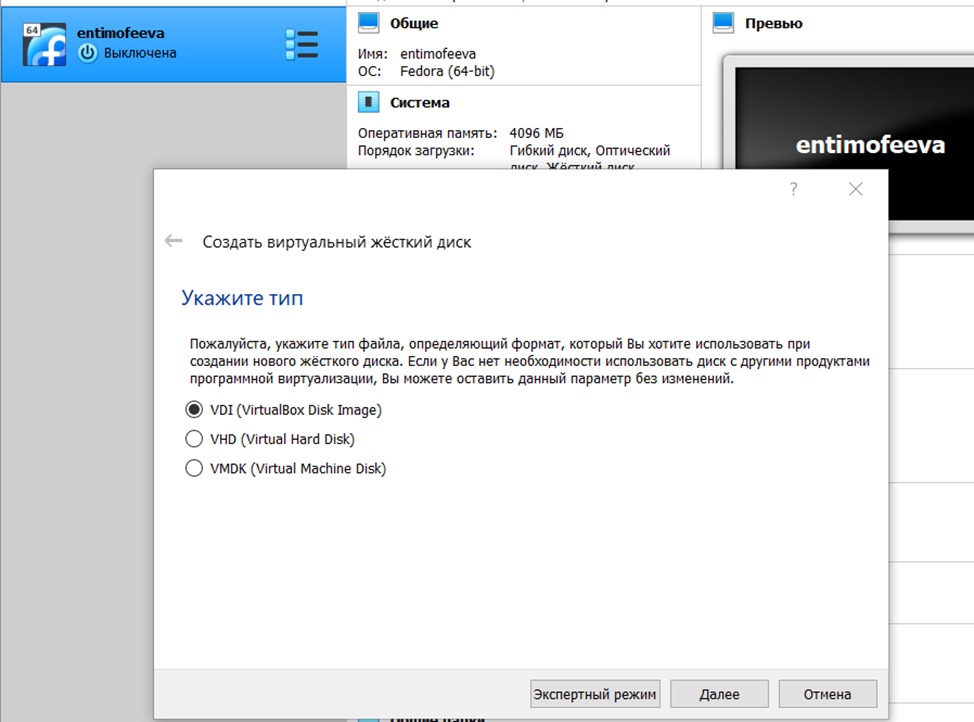 64
entimofeeva
Выключена
Общие
Имя: entimofeeva
ОС: Fedora (64-bit)
Система
Оперативная память: 4096 МБ
Порядок загрузки: Гибкий диск, Оптический
диск, Жёсткий диск
Превью
entimofeeva
?
Создать виртуальный жёсткий диск
Укажите тип
Пожалуйста, укажите тип файла, определяющий формат, который Вы хотите использовать при
создании нового жёсткого диска. Если у Вас нет необходимости использовать диск с другими продуктами
программной виртуализации, Вы можете оставить данный параметр без изменений.
VDI (VirtualBox Disk Image)
VHD (Virtual Hard Disk)
VMDK (Virtual Machine Disk)
Экспертный режим
Далее
Отмена
Общие папки